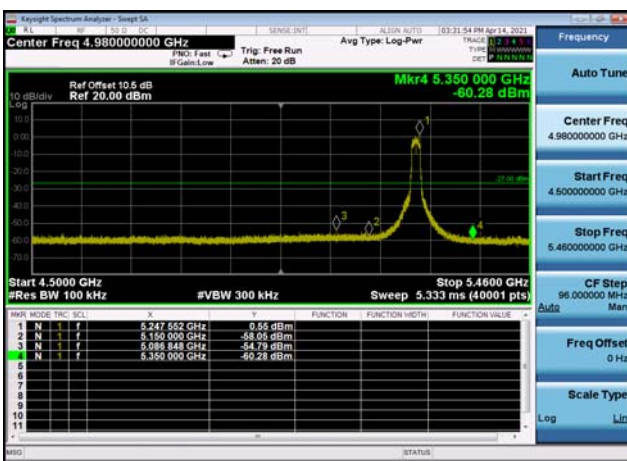 Keysight Spectrum Analyzer - Swept SA
RL RF 50 Ω DC SENSE:INT ALIGN AUTO 03:31:54 PM Apr 14, 2021
Center Freq 4.980000000 GHz
PNO: Fast
IFGain:Low
Trig: Free Run
Atten: 20 dB
Avg Type: Log-Pwr
TRACE 1 2 3 4 5 6
TYPE
DET P N N N N N
Mkr4 5.350 000 GHz
-60.28 dBm
Ref Offset 10.5 dB
10 dB/div Ref 20.00 dBm
Log
10.0
0.00
-10.0
-20.0
-27.00 dBm
-30.0
-40.0
-50.0
-60.0
-70.0
1
2
3
4
Start 4.5000 GHz Stop 5.4600 GHz
#Res BW 100 kHz #VBW 300 kHz Sweep 5.333 ms (40001 pts)
MKR MODE TRC SCL X Y FUNCTION FUNCTION WIDTH FUNCTION VALUE
1 N 1 f 5.247 552 GHz 0.55 dBm
2 N 1 f 5.150 000 GHz -58.05 dBm
3 N 1 f 5.086 848 GHz -54.79 dBm
4 N 1 f 5.350 000 GHz -60.28 dBm
5
6
7
8
9
10
11
MSG STATUS
Frequency
Auto Tune
Center Freq
4.980000000 GHz
Start Freq
4.500000000 GHz
Stop Freq
5.460000000 GHz
CF Step
96.000000 MHz
Auto Man
Freq Offset
0 Hz
Scale Type
Log Lin